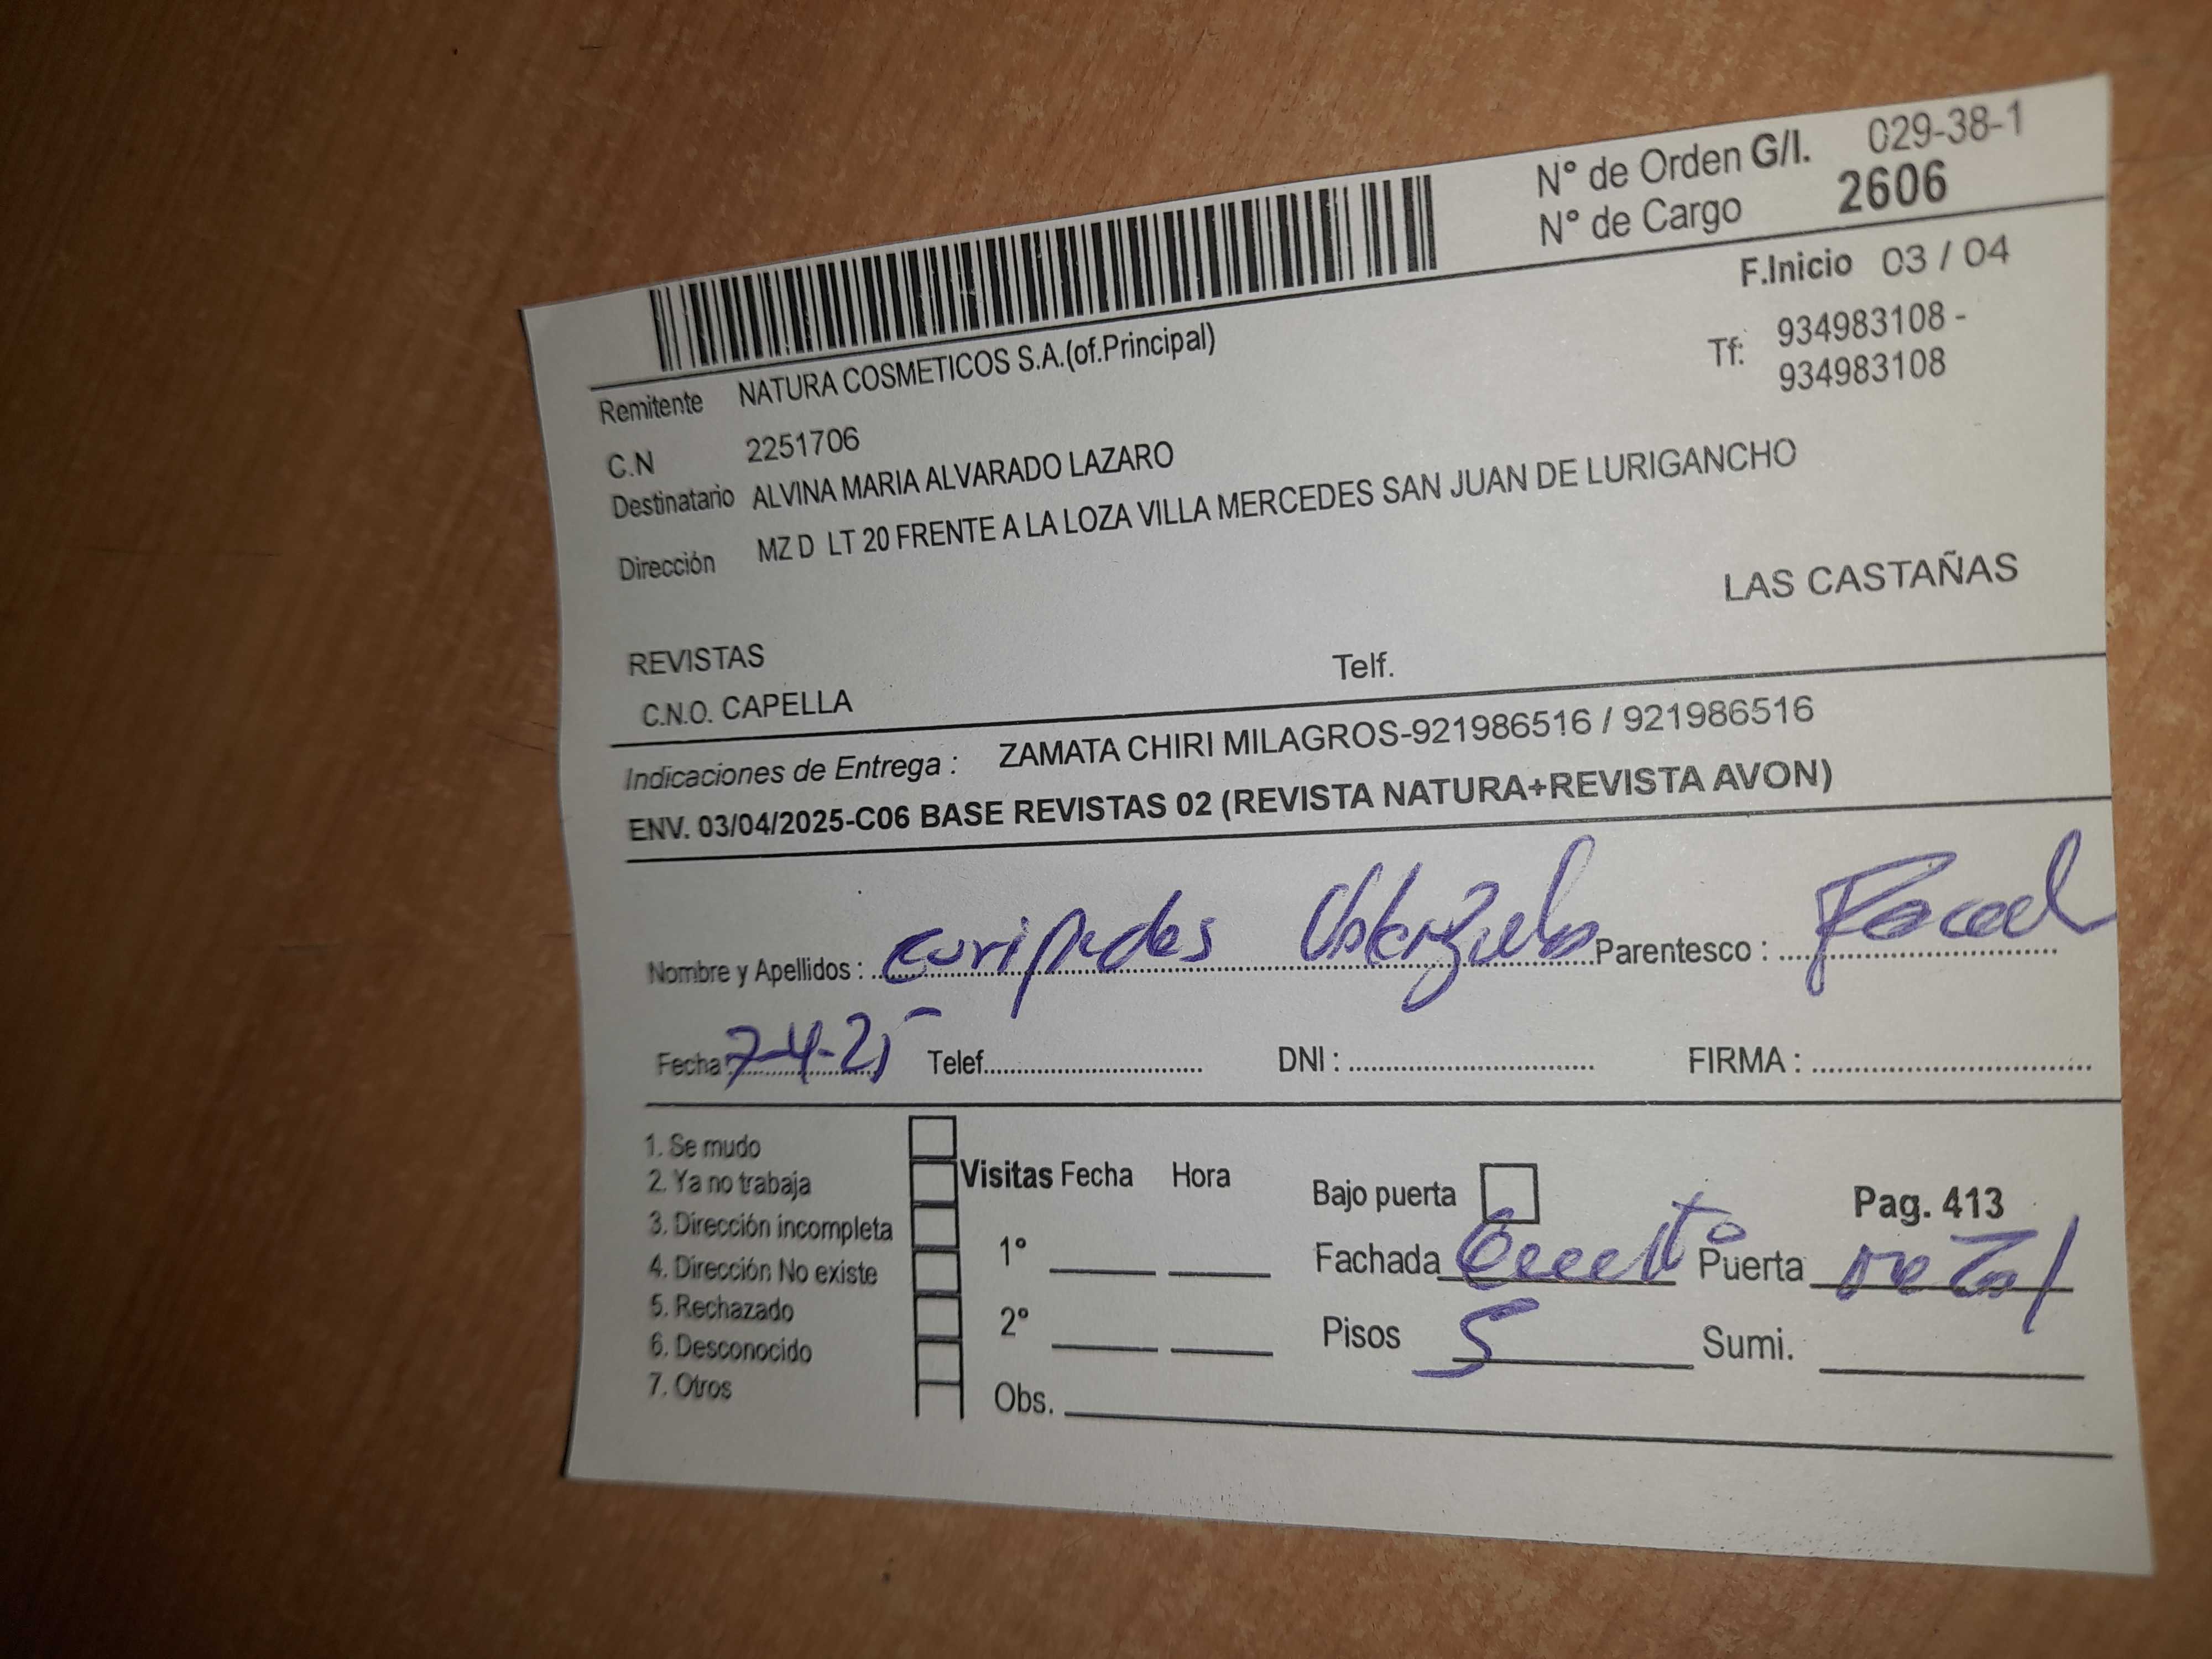 N° de Orden G/I. 029-38-1
N° de Cargo 2606
F.Inicio 03 / 04
Remitente NATURA COSMETICOS S.A.(of.Principal)
Tf: 934983108 -
934983108
C.N 2251706
Destinatario ALVINA MARIA ALVARADO LAZARO
Dirección MZ D LT 20 FRENTE A LA LOZA VILLA MERCEDES SAN JUAN DE LURIGANCHO
LAS CASTAÑAS
REVISTAS
C.N.O. CAPELLA Telf.
Indicaciones de Entrega : ZAMATA CHIRI MILAGROS-921986516 / 921986516
ENV. 03/04/2025-C06 BASE REVISTAS 02 (REVISTA NATURA+REVISTA AVON)
Nombre y Apellidos : euripides Valenzuela Parentesco :
Fecha 7-4-25 Telef. DNI : FIRMA :
1. Se mudo
2. Ya no trabaja
3. Dirección incompleta
4. Dirección No existe
5. Rechazado
6. Desconocido
7. Otros
Visitas Fecha Hora
1°
2°
Obs.
Bajo puerta Pag. 413
Fachada Puerta metal
Pisos 5 Sumi.